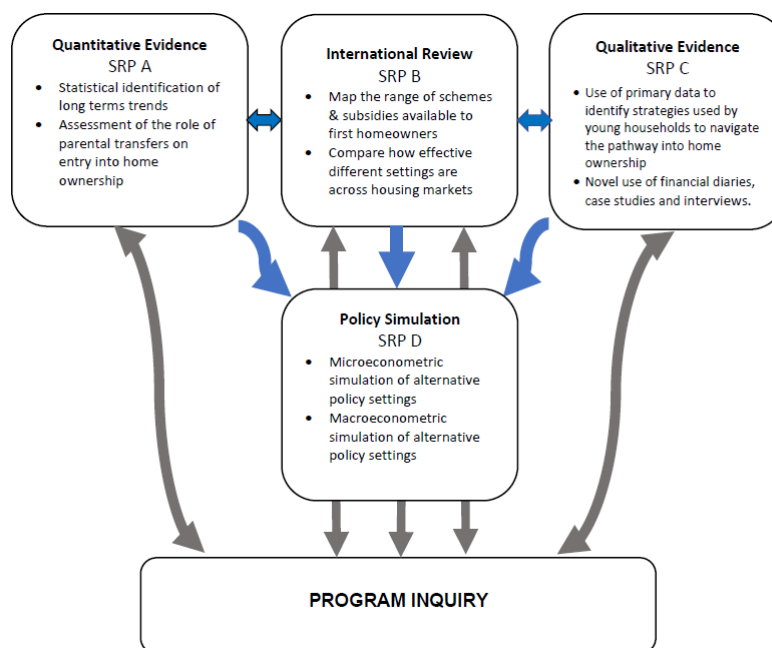 Quantitative Evidence
SRP A
• Statistical identification of
long terms trends
• Assessment of the role of
parental transfers on
entry into home
ownership
International Review
SRP B
• Map the range of schemes
& subsidies available to
first homeowners
• Compare how effective
different settings are
across housing markets
Qualitative Evidence
SRP C
• Use of primary data to
identify strategies used by
young households to navigate
the pathway into home
ownership
• Novel use of financial diaries,
case studies and interviews.
Policy Simulation
SRP D
• Microeconometric
simulation of alternative
policy settings
• Macroeconometric
simulation of alternative
policy settings
PROGRAM INQUIRY